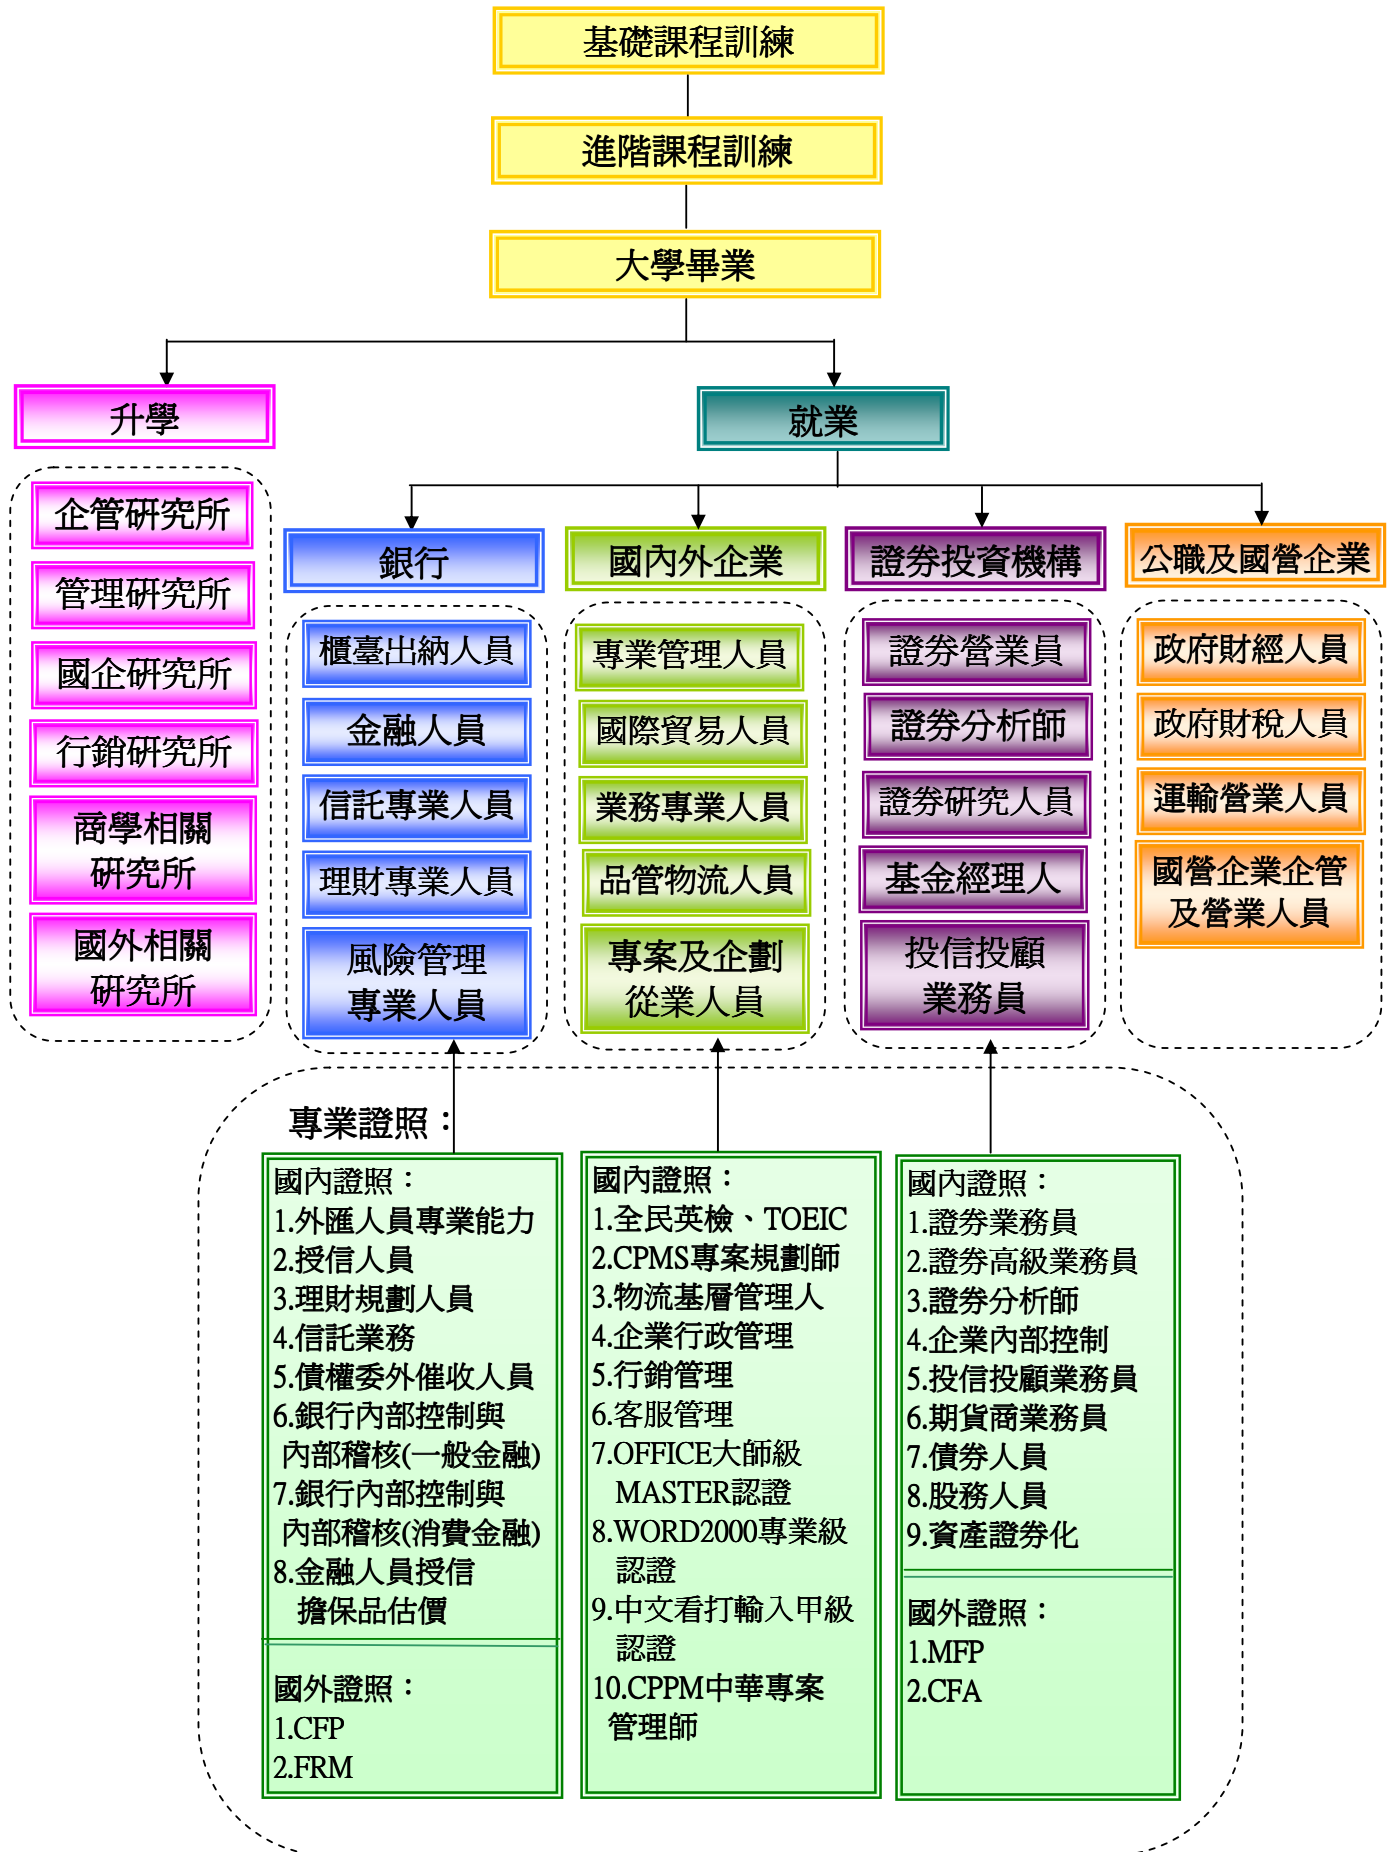 基礎課程訓練
進階課程訓練
大學畢業
升學
就業
企管研究所
管理研究所
國企研究所
行銷研究所
商學相關
研究所
國外相關
研究所
銀行
櫃臺出納人員
金融人員
信託專業人員
理財專業人員
風險管理
專業人員
國內外企業
專業管理人員
國際貿易人員
業務專業人員
品管物流人員
專案及企劃
從業人員
證券投資機構
證券營業員
證券分析師
證券研究人員
基金經理人
投信投顧
業務員
公職及國營企業
政府財經人員
政府財稅人員
運輸營業人員
國營企業企管
及營業人員
專業證照：
國內證照：
1.外匯人員專業能力
2.授信人員
3.理財規劃人員
4.信託業務
5.債權委外催收人員
6.銀行內部控制與
內部稽核(一般金融)
7.銀行內部控制與
內部稽核(消費金融)
8.金融人員授信
擔保品估價
國外證照：
1.CFP
2.FRM
國內證照：
1.全民英檢、TOEIC
2.CPMS專案規劃師
3.物流基層管理人
4.企業行政管理
5.行銷管理
6.客服管理
7.OFFICE大師級
MASTER認證
8.WORD2000專業級
認證
9.中文看打輸入甲級
認證
10.CPPM中華專案
管理師
國內證照：
1.證券業務員
2.證券高級業務員
3.證券分析師
4.企業內部控制
5.投信投顧業務員
6.期貨商業務員
7.債券人員
8.股務人員
9.資產證券化
國外證照：
1.MFP
2.CFA